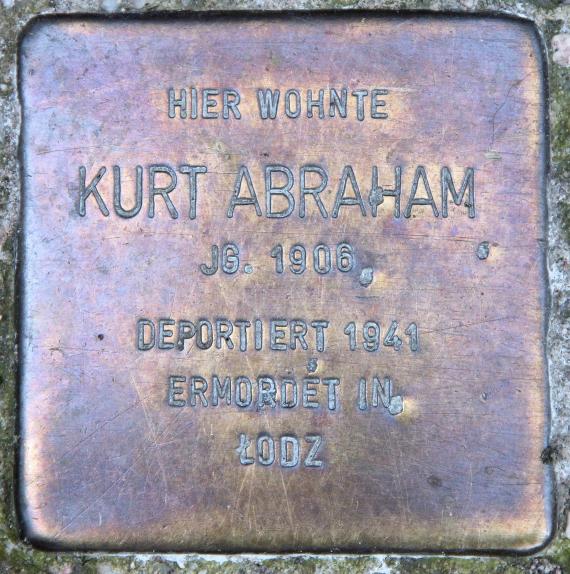 HIER WOHNTE
KURT ABRAHAM
JG. 1906
DEPORTIERT 1941
ERMORDET IN
ŁODZ